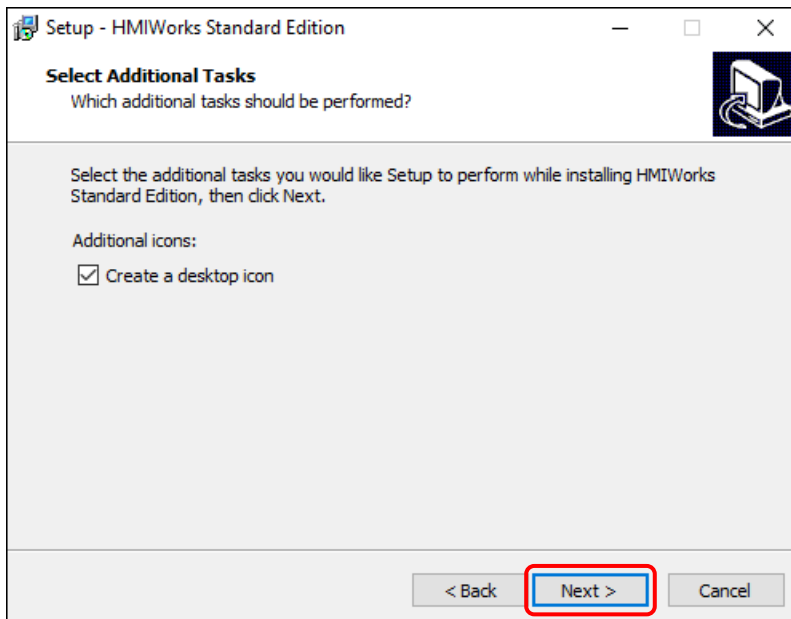 Setup - HMIWorks Standard Edition
Select Additional Tasks
Which additional tasks should be performed?
Select the additional tasks you would like Setup to perform while installing HMIWorks
Standard Edition, then click Next.
Additional icons:
Create a desktop icon
< Back Next > Cancel